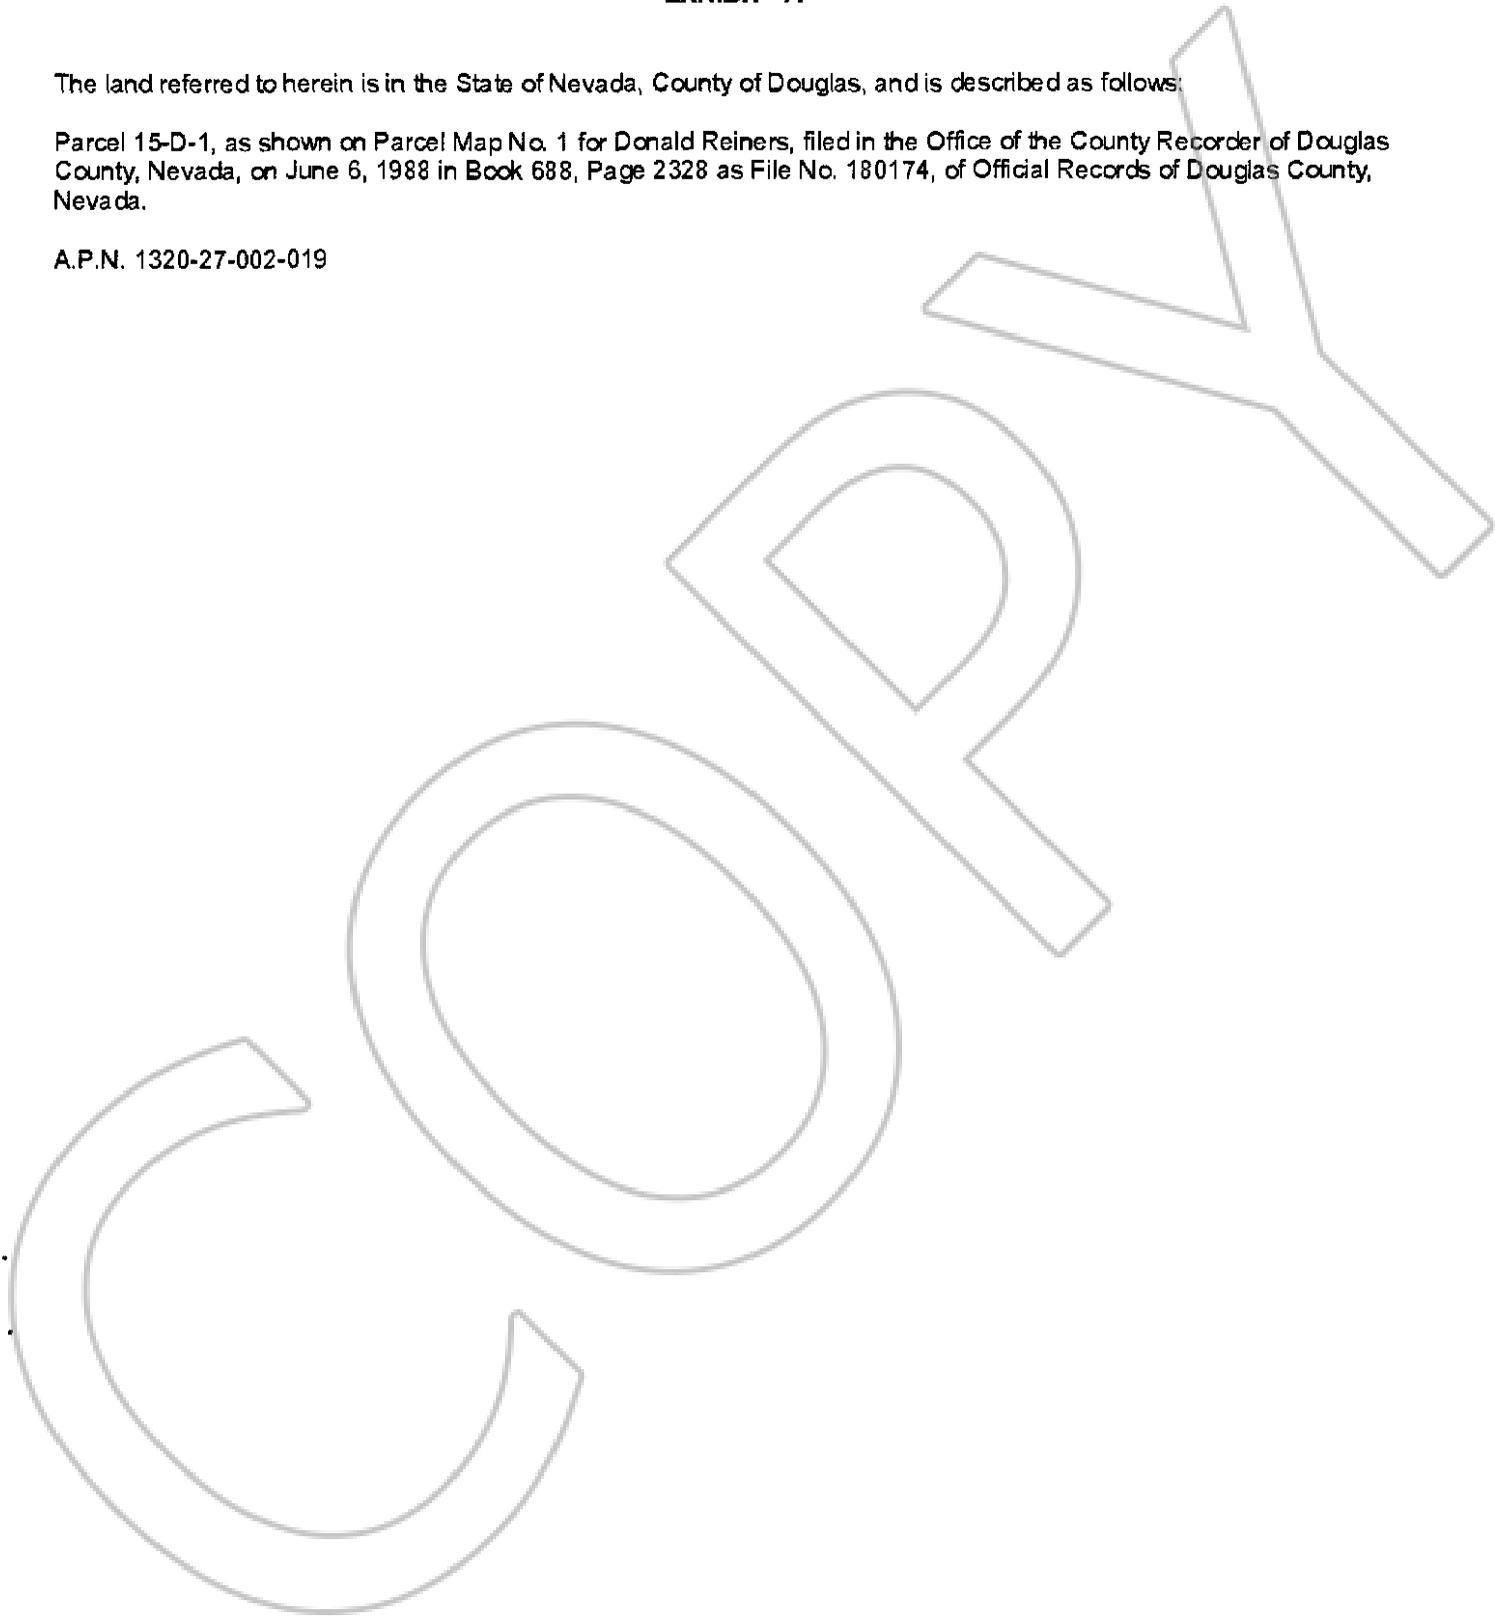 The land referred to herein is in the State of Nevada, County of Douglas, and is described as follows:
Parcel 15-D-1, as shown on Parcel Map No. 1 for Donald Reiners, filed in the Office of the County Recorder of Douglas
County, Nevada, on June 6, 1988 in Book 688, Page 2328 as File No. 180174, of Official Records of Douglas County,
Nevada.
A.P.N. 1320-27-002-019
COPY